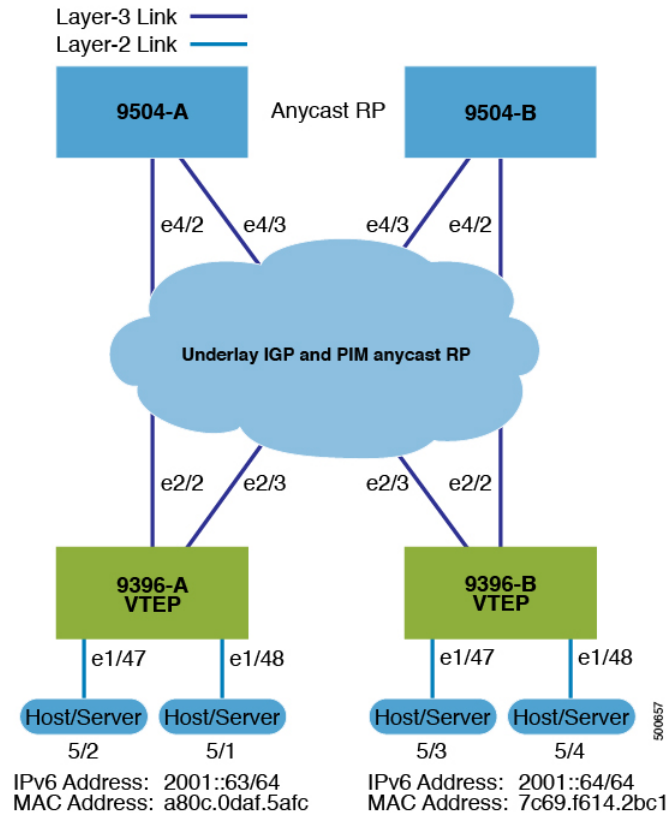 Layer-3 Link
Layer-2 Link
9504-A
Anycast RP
9504-B
e4/2
e4/3
e4/3
e4/2
Underlay IGP and PIM anycast RP
e2/2
e2/3
e2/3
e2/2
9396-A
VTEP
9396-B
VTEP
e1/47
e1/48
e1/47
e1/48
Host/Server
Host/Server
Host/Server
Host/Server
5/2
5/1
5/3
5/4
IPv6 Address: 2001::63/64
MAC Address: a80c.0daf.5afc
IPv6 Address: 2001::64/64
MAC Address: 7c69.f614.2bc1
500657